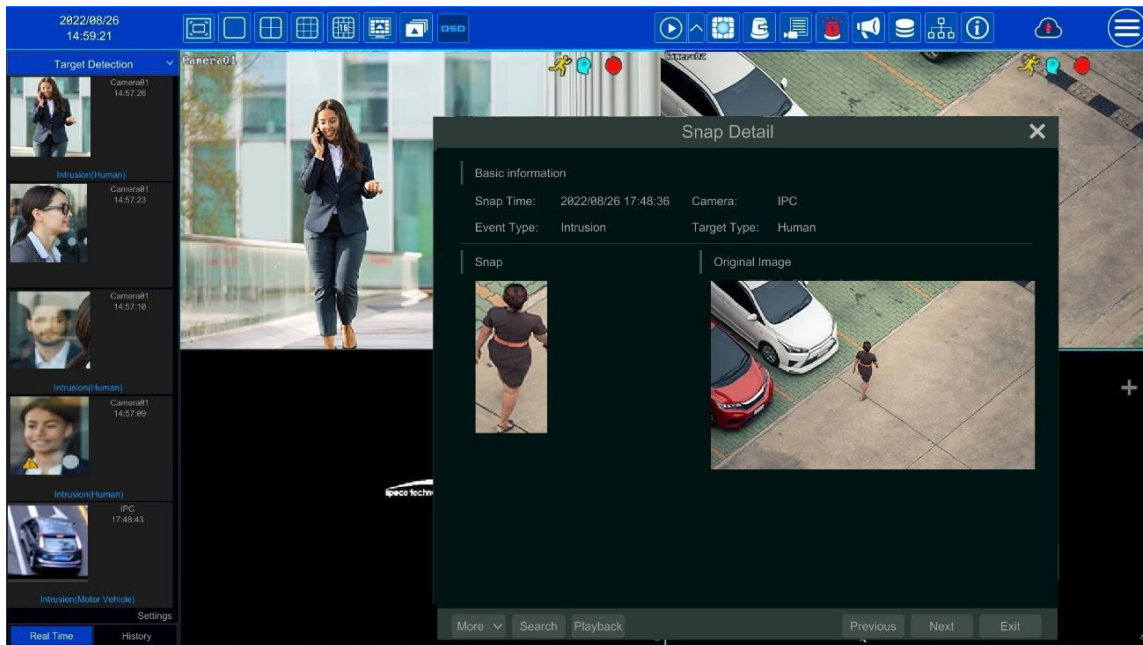 2022/08/26
14:59:21
16
OSD
Target Detection
Camera01
14:57:26
Intrusion(Human)
Camera01
14:57:23
Camera01
14:57:10
Intrusion(Human)
Camera01
14:57:09
Intrusion(Human)
IPC
17:48:43
Intrusion(Motor Vehicle)
Settings
Real Time History
Camera01
Camera02
Snap Detail
Basic information
Snap Time: 2022/08/26 17:48:36 Camera: IPC
Event Type: Intrusion Target Type: Human
Snap Original Image
More Search Playback Previous Next Exit